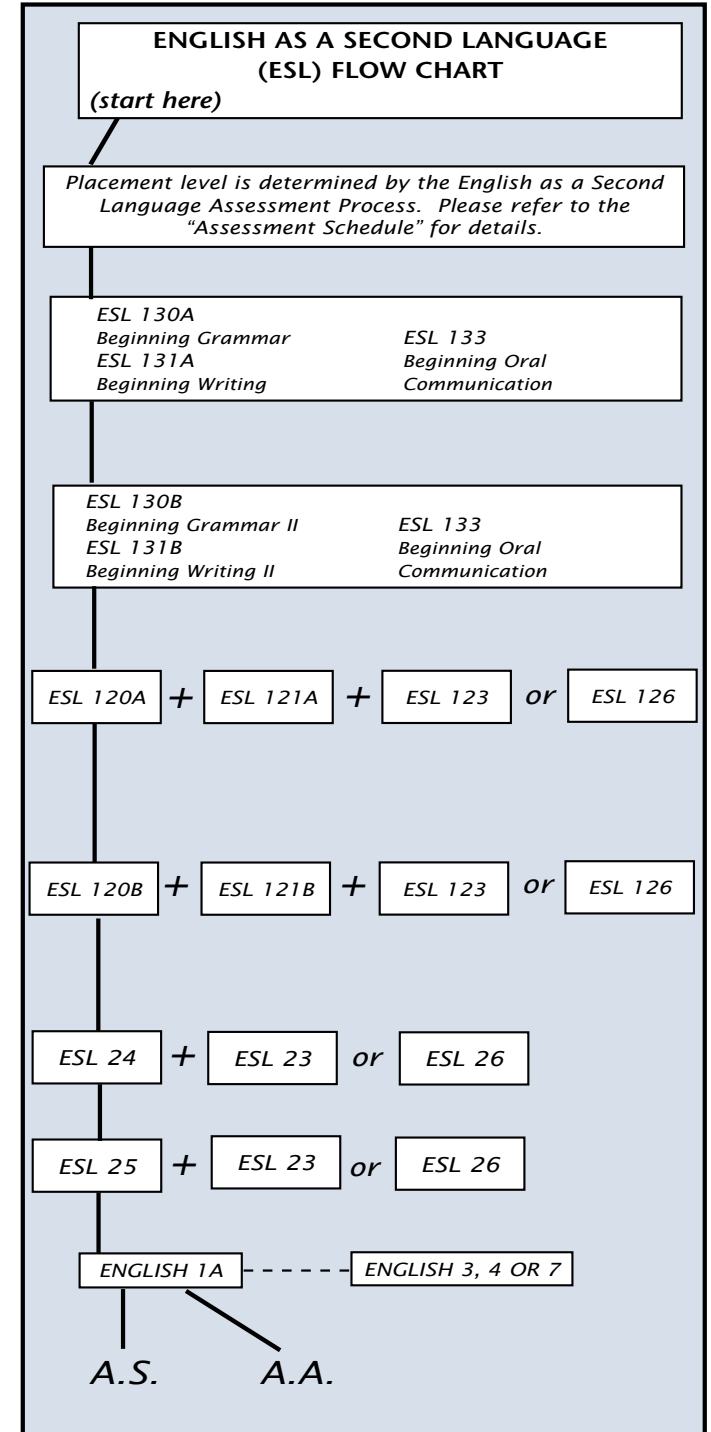 ENGLISH AS A SECOND LANGUAGE
(ESL) FLOW CHART
(start here)
Placement level is determined by the English as a Second
Language Assessment Process. Please refer to the
“Assessment Schedule” for details.
ESL 130A
Beginning Grammar
ESL 131A
Beginning Writing
ESL 133
Beginning Oral
Communication
ESL 130B
Beginning Grammar II
ESL 131B
Beginning Writing II
ESL 133
Beginning Oral
Communication
ESL 120A + ESL 121A + ESL 123 or ESL 126
ESL 120B + ESL 121B + ESL 123 or ESL 126
ESL 24 + ESL 23 or ESL 26
ESL 25 + ESL 23 or ESL 26
ENGLISH 1A ENGLISH 3, 4 OR 7
A.S. A.A.